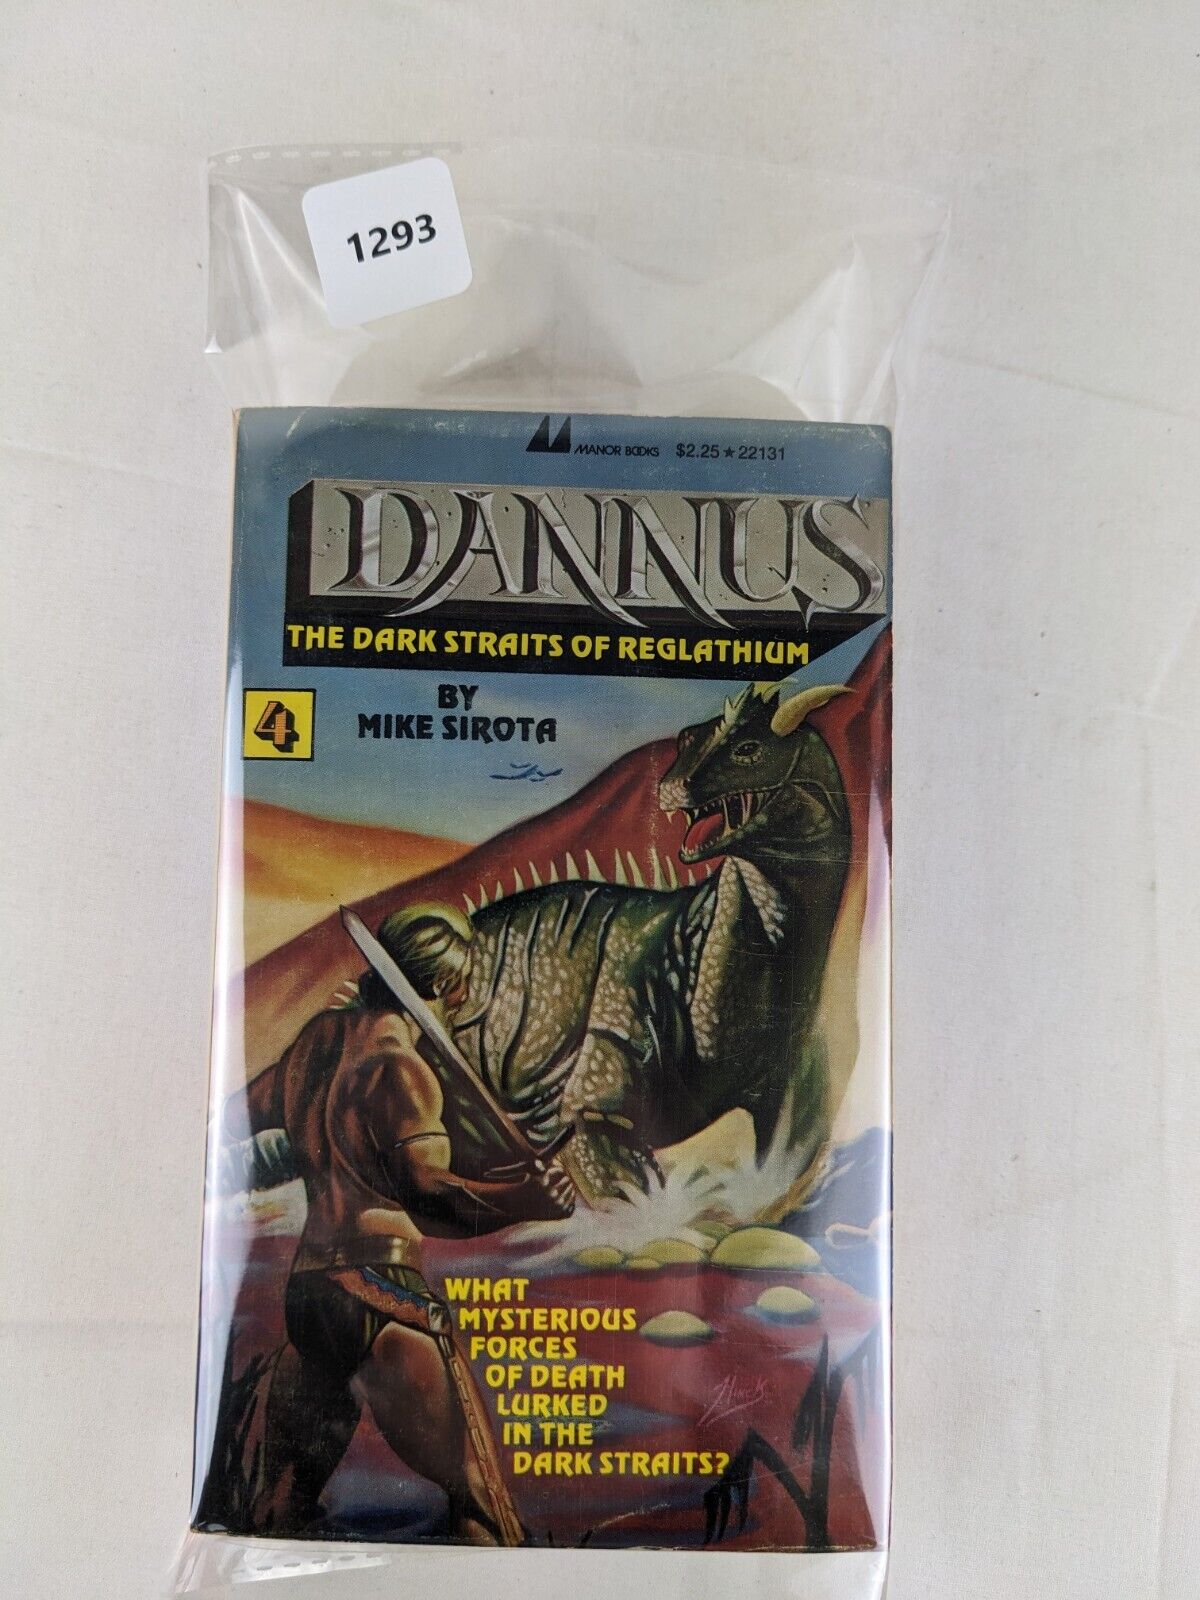 1293
MANOR BOOKS $2.25 ★ 22131
DANNUS
THE DARK STRAITS OF REGLATHIUM
4
BY
MIKE SIROTA
WHAT
MYSTERIOUS
FORCES
OF DEATH
LURKED
IN THE
DARK STRAITS?